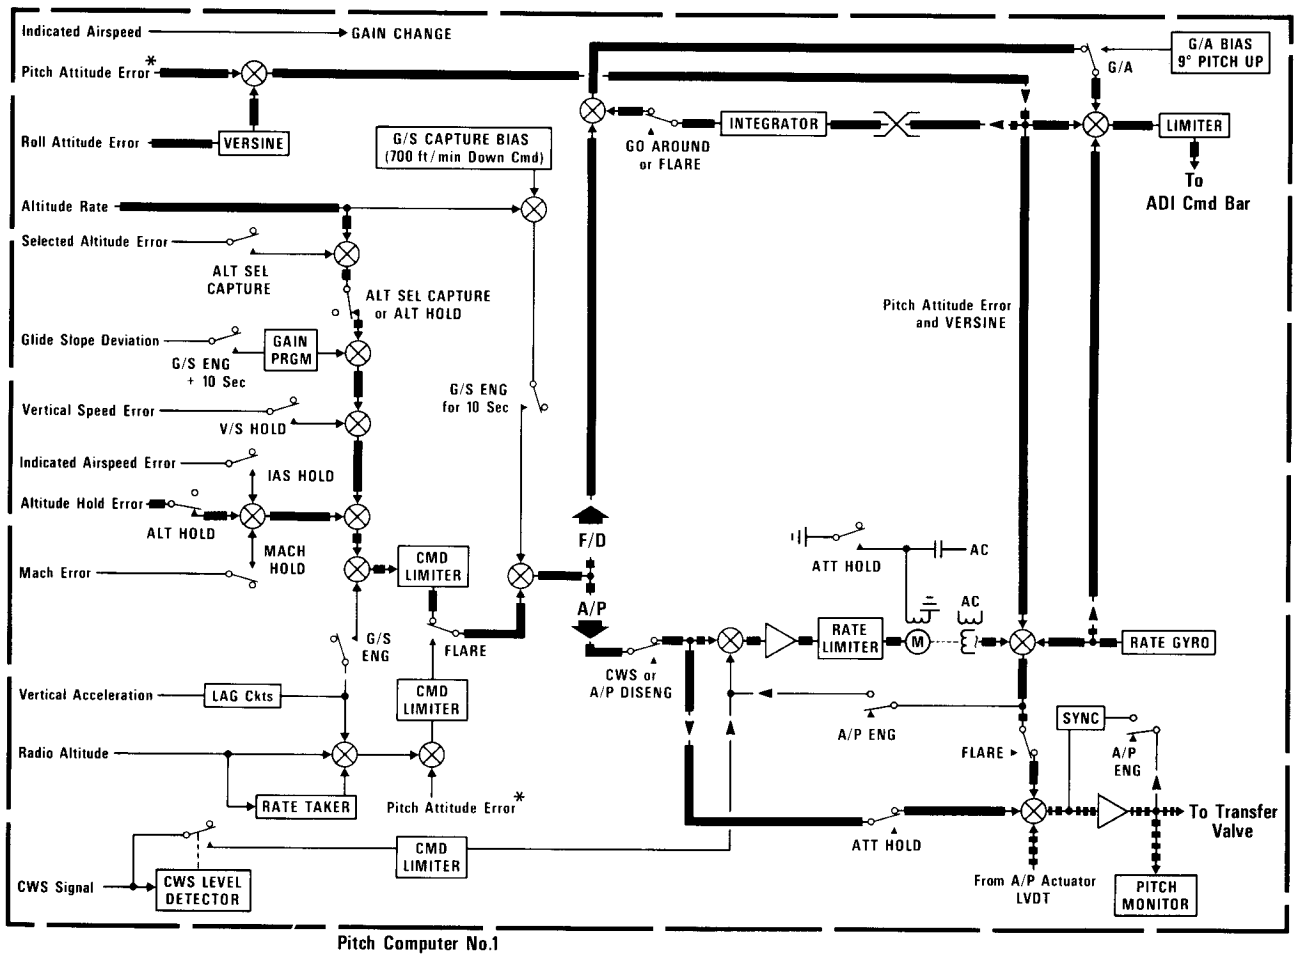 Indicated Airspeed
GAIN CHANGE
G/A BIAS
9° PITCH UP
Pitch Attitude Error*
G/A
Roll Attitude Error
VERSINE
G/S CAPTURE BIAS
(700 ft/min Down Cmd)
INTEGRATOR
LIMITER
GO AROUND
or FLARE
To
ADI Cmd Bar
Altitude Rate
Selected Altitude Error
ALT SEL
CAPTURE
ALT SEL CAPTURE
or ALT HOLD
Pitch Attitude Error
and VERSINE
Glide Slope Deviation
GAIN
PRGM
G/S ENG
+ 10 Sec
G/S ENG
for 10 Sec
Vertical Speed Error
V/S HOLD
Indicated Airspeed Error
IAS HOLD
Altitude Hold Error
ALT HOLD
MACH
HOLD
Mach Error
CMD
LIMITER
F/D
A/P
ATT HOLD
AC
AC
G/S
ENG
FLARE
CWS or
A/P DISENG
RATE
LIMITER
M
RATE GYRO
Vertical Acceleration
LAG Ckts
CMD
LIMITER
A/P ENG
SYNC
FLARE
A/P
ENG
Radio Altitude
RATE TAKER
Pitch Attitude Error*
To Transfer
Valve
ATT HOLD
CMD
LIMITER
CWS Signal
CWS LEVEL
DETECTOR
From A/P Actuator
LVDT
PITCH
MONITOR
Pitch Computer No.1